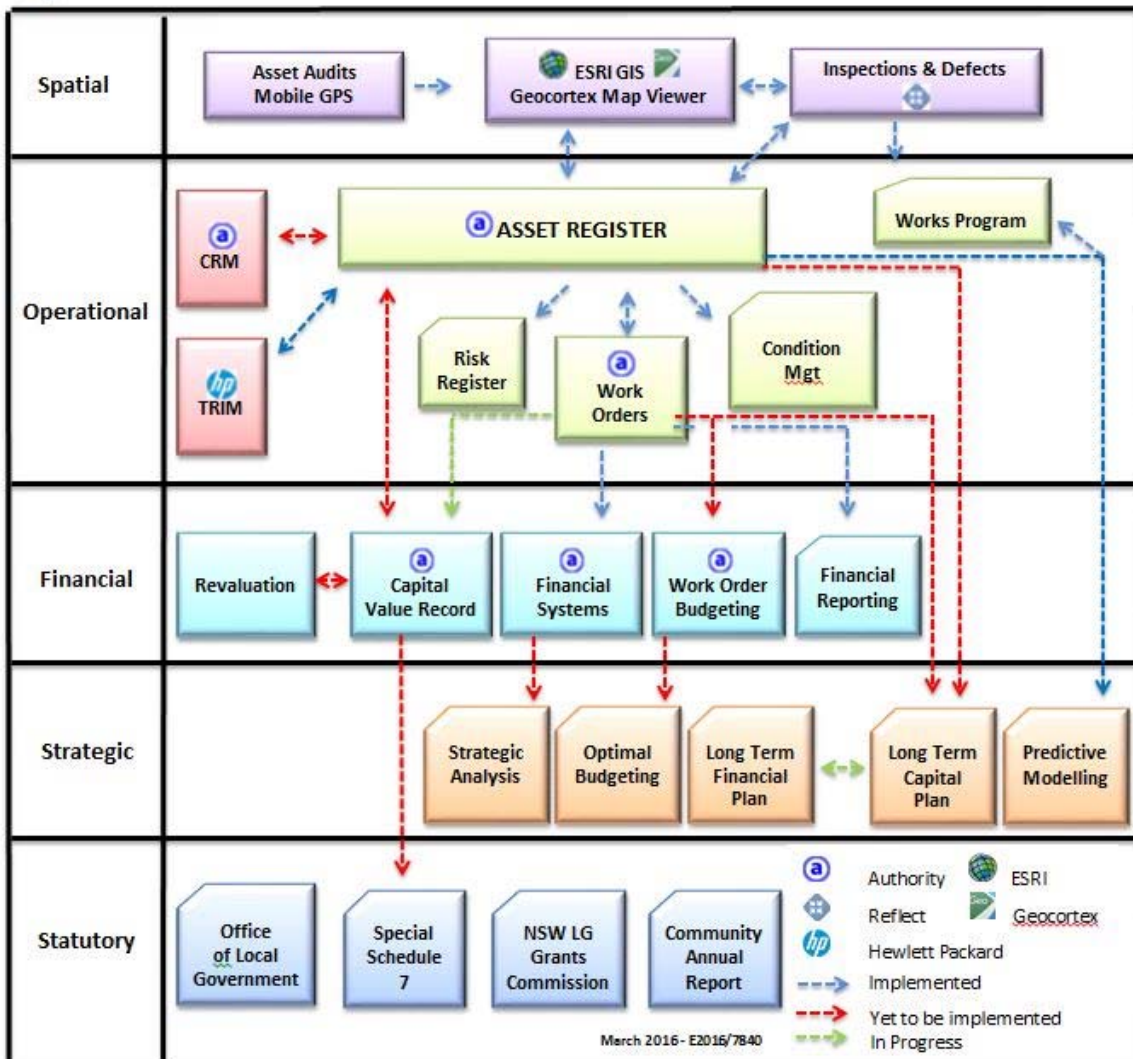 Spatial
Asset Audits
Mobile GPS
ESRI GIS
Geocortex Map Viewer
Inspections & Defects
Operational
a
CRM
hp
TRIM
a ASSET REGISTER
Works Program
Risk
Register
a
Work
Orders
Condition
Mgt
Financial
Revaluation
a
Capital
Value Record
a
Financial
Systems
a
Work Order
Budgeting
Financial
Reporting
Strategic
Strategic
Analysis
Optimal
Budgeting
Long Term
Financial
Plan
Long Term
Capital
Plan
Predictive
Modelling
Statutory
Office
of Local
Government
Special
Schedule
7
NSW LG
Grants
Commission
Community
Annual
Report
a Authority
ESRI
Reflect
Geo Geocortex
hp Hewlett Packard
Implemented
Yet to be implemented
In Progress
March 2016 - E2016/7840